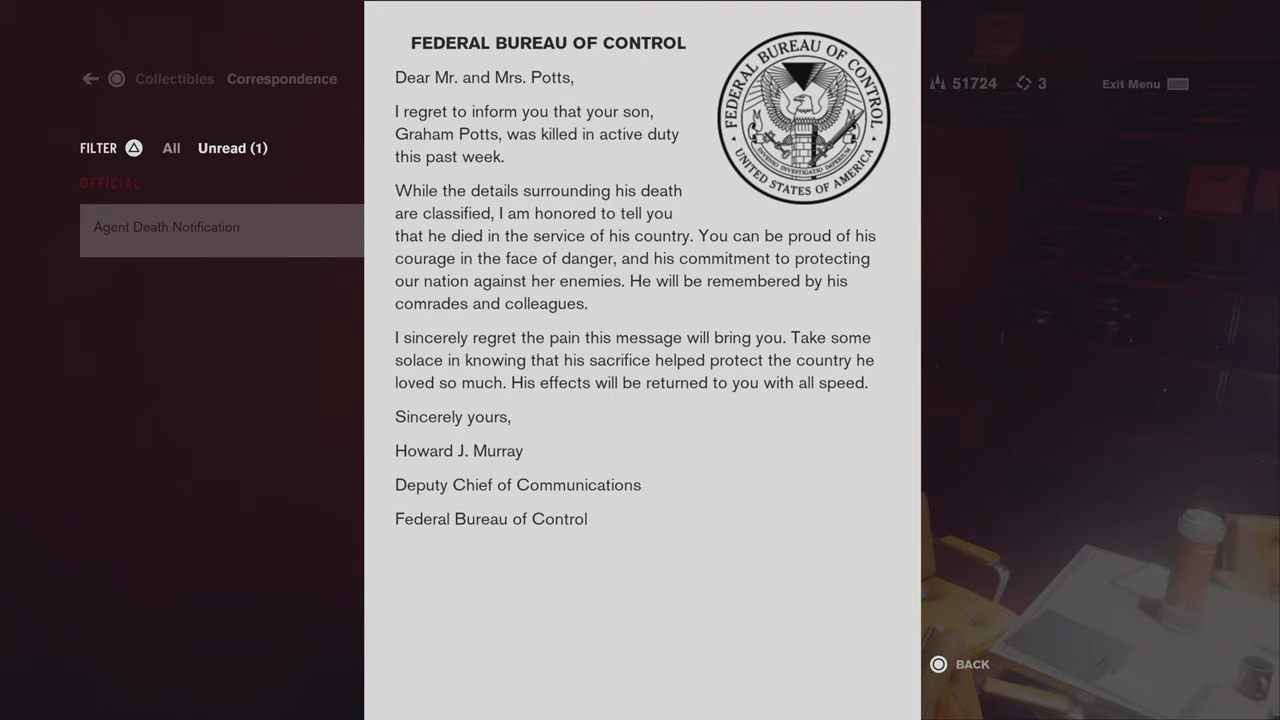 Collectibles Correspondence
51724 3
Exit Menu
FILTER All Unread (1)
OFFICIAL
Agent Death Notification
FEDERAL BUREAU OF CONTROL
Dear Mr. and Mrs. Potts,
I regret to inform you that your son,
Graham Potts, was killed in active duty
this past week.
While the details surrounding his death
are classified, I am honored to tell you
that he died in the service of his country. You can be proud of his
courage in the face of danger, and his commitment to protecting
our nation against her enemies. He will be remembered by his
comrades and colleagues.
I sincerely regret the pain this message will bring you. Take some
solace in knowing that his sacrifice helped protect the country he
loved so much. His effects will be returned to you with all speed.
Sincerely yours,
Howard J. Murray
Deputy Chief of Communications
Federal Bureau of Control
FEDERAL BUREAU OF CONTROL
INVENIO INVESTIGATIO IMPERIUM
UNITED STATES OF AMERICA
BACK